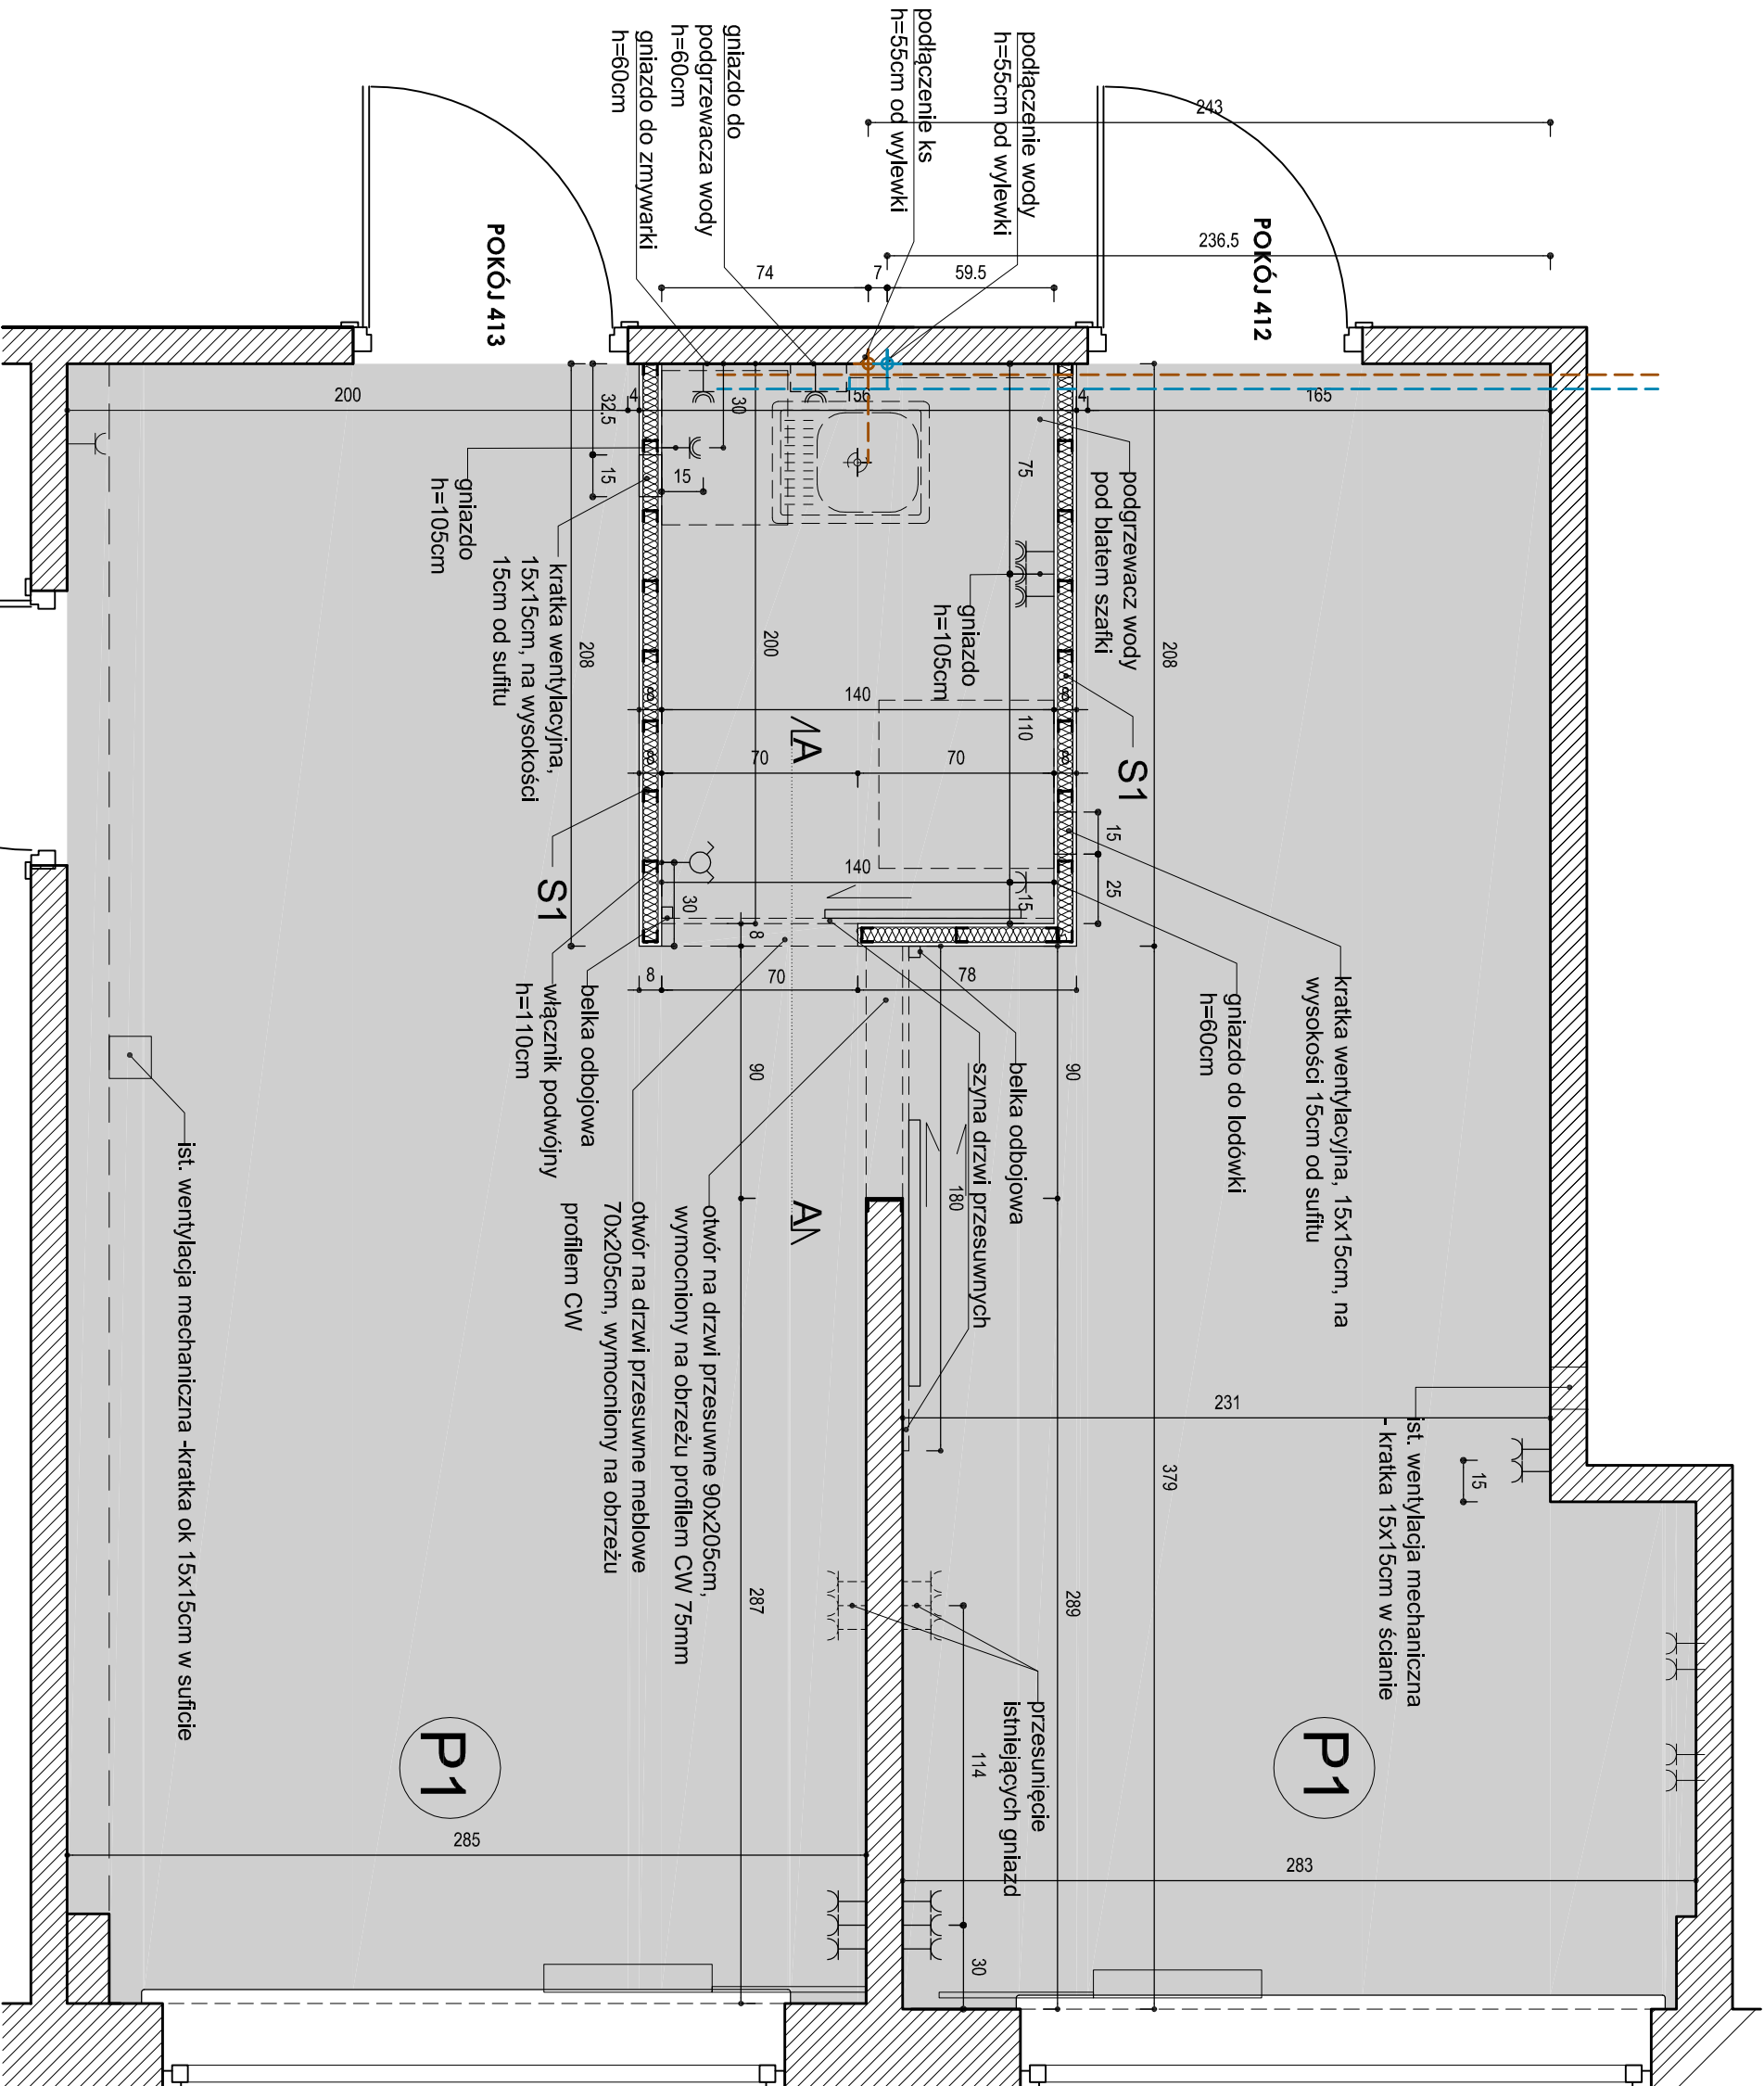 podłączenie wody
h=55cm od wylewki
podłączenie ks
h=55cm od wylewki
gniazdo do
podgrzewacza wody
h=60cm
gniazdo do zmywarki
h=60cm
POKÓJ 412
POKÓJ 413
243
236.5
74
7
59.5
200
4
156
4
165
32.5
15
30
15
75
podgrzewacz wody
pod blatem szafki
gniazdo
h=105cm
gniazdo
h=105cm
kratka wentylacyjna,
15x15cm, na wysokości
15cm od sufitu
208
200
208
8
140
8
110
8
70
70
8
A
S1
15
25
140
15
30
8
S1
8
70
78
kratka wentylacyjna, 15x15cm, na
wysokości 15cm od sufitu
gniazdo do lodówki
h=60cm
belka odbojowa
szyna drzwi przesuwnych
belka odbojowa
włącznik podwójny
h=110cm
90
90
180
A
otwór na drzwi przesuwne 90x205cm,
wymocniony na obrzeżu profilem CW 75mm
otwór na drzwi przesuwne meblowe
70x205cm, wymocniony na obrzeżu
profilem CW
ist. wentylacja mechaniczna -kratka ok 15x15cm w suficie
231
ist. wentylacja mechaniczna
- kratka 15x15cm w ścianie
15
379
289
287
przesunięcie
istniejących gniazd
114
30
P1
P1
285
283